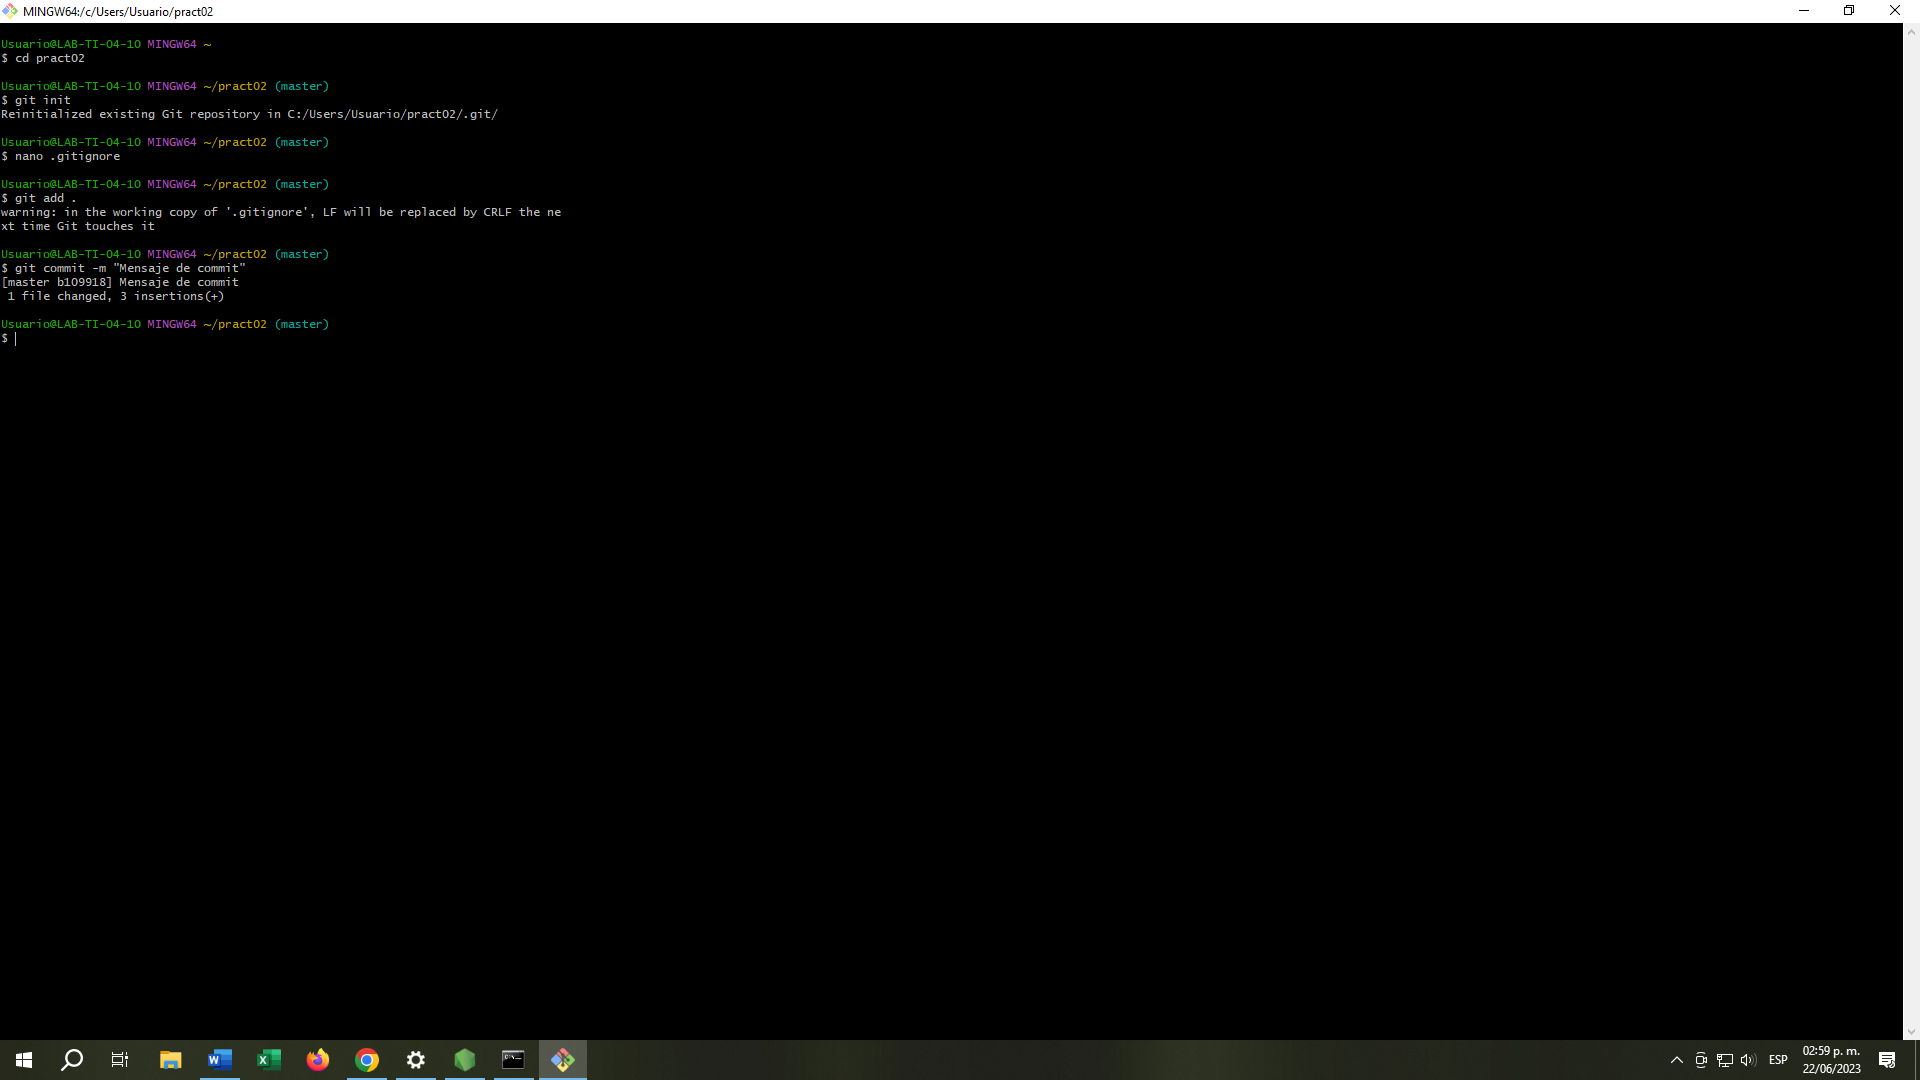 MINGW64:/c/Users/Usuario/pract02
Usuario@LAB-TI-04-10 MINGW64 ~
$ cd pract02
Usuario@LAB-TI-04-10 MINGW64 ~/pract02 (master)
$ git init
Reinitialized existing Git repository in C:/Users/Usuario/pract02/.git/
Usuario@LAB-TI-04-10 MINGW64 ~/pract02 (master)
$ nano .gitignore
Usuario@LAB-TI-04-10 MINGW64 ~/pract02 (master)
$ git add .
warning: in the working copy of '.gitignore', LF will be replaced by CRLF the ne
xt time Git touches it
Usuario@LAB-TI-04-10 MINGW64 ~/pract02 (master)
$ git commit -m "Mensaje de commit"
[master b109918] Mensaje de commit
 1 file changed, 3 insertions(+)
Usuario@LAB-TI-04-10 MINGW64 ~/pract02 (master)
$
ESP
02:59 p. m.
22/06/2023